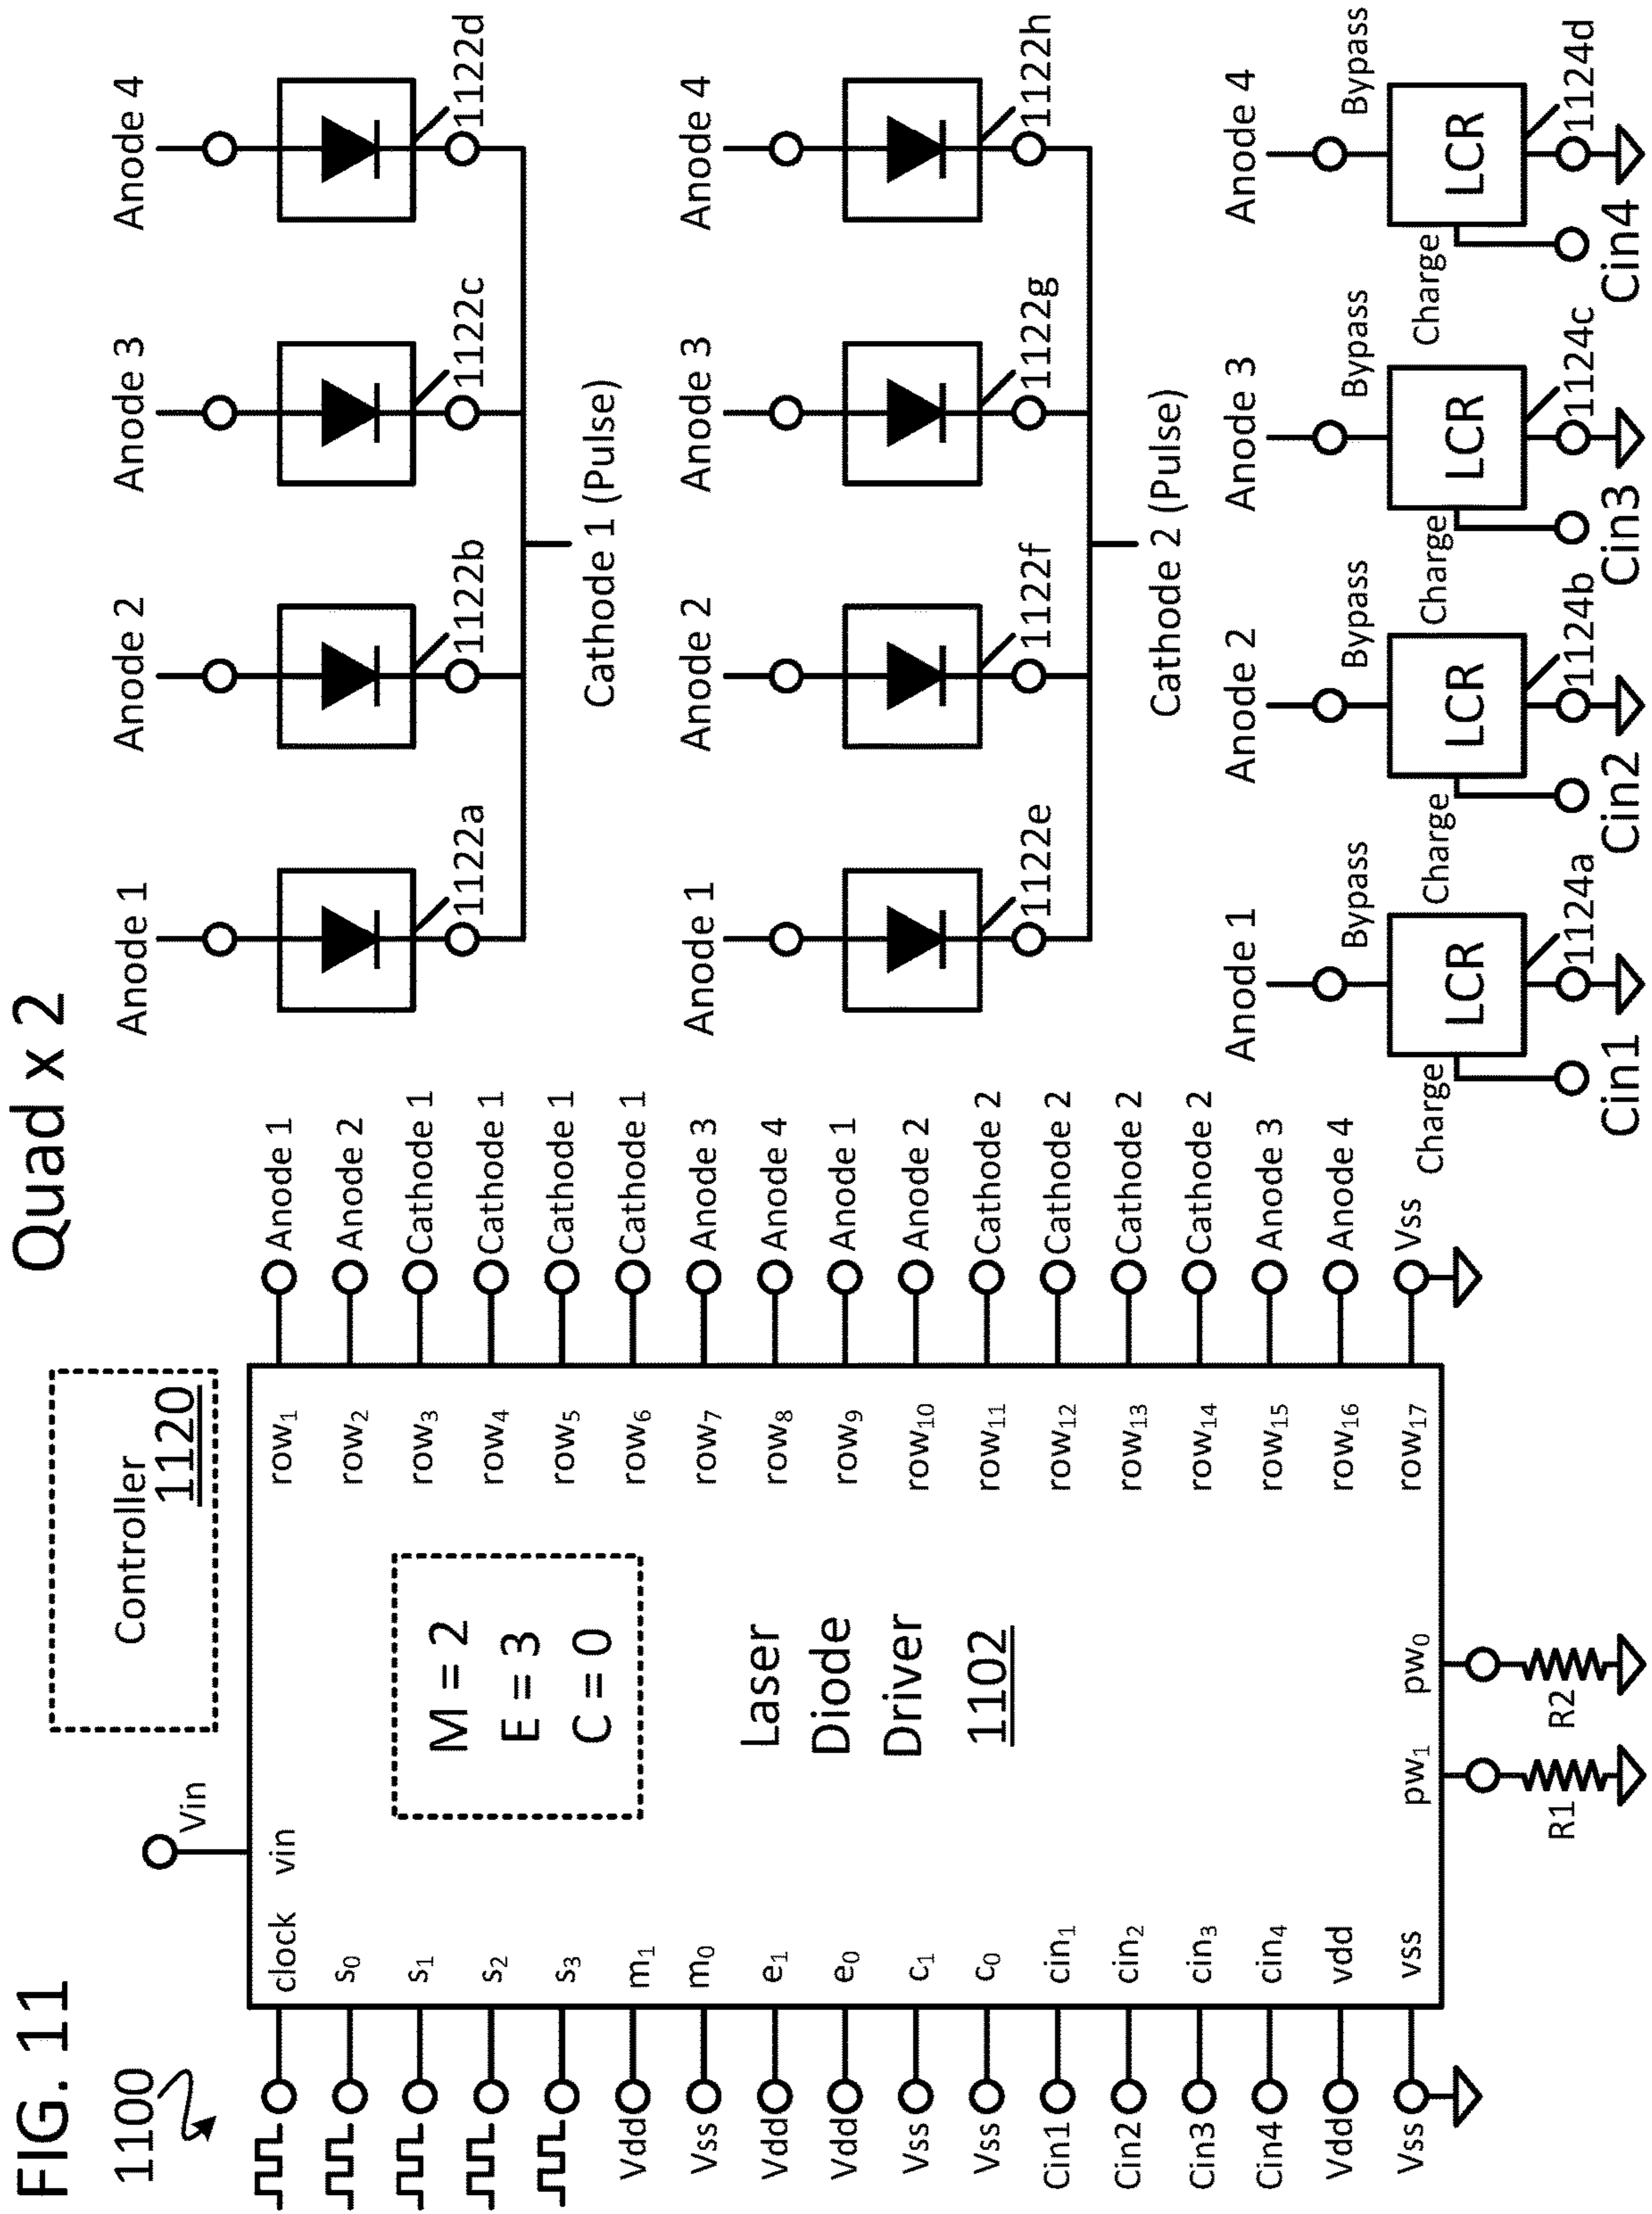 FIG. 11
Quad x 2
1100
Controller
1120
Vin
clock
vin
s0
s1
s2
s3
m1
m0
e1
e0
c1
c0
cin1
cin2
cin3
cin4
vdd
vss
Vdd
Vss
Vdd
Vdd
Vss
Vss
Cin1
Cin2
Cin3
Cin4
Vdd
Vss
M = 2
E = 3
C = 0
Laser
Diode
Driver
1102
pw1
pw0
R1
R2
row1 Anode 1
row2 Anode 2
row3 Cathode 1
row4 Cathode 1
row5 Cathode 1
row6 Cathode 1
row7 Anode 3
row8 Anode 4
row9 Anode 1
row10 Anode 2
row11 Cathode 2
row12 Cathode 2
row13 Cathode 2
row14 Cathode 2
row15 Anode 3
row16 Anode 4
row17 Vss
Anode 1 Anode 2 Anode 3 Anode 4
1122a 1122b 1122c 1122d
Cathode 1 (Pulse)
Anode 1 Anode 2 Anode 3 Anode 4
1122e 1122f 1122g 1122h
Cathode 2 (Pulse)
Anode 1 Anode 2 Anode 3 Anode 4
Bypass Bypass Bypass Bypass
Charge Charge Charge Charge
LCR LCR LCR LCR
1124a 1124b 1124c 1124d
Cin1 Cin2 Cin3 Cin4